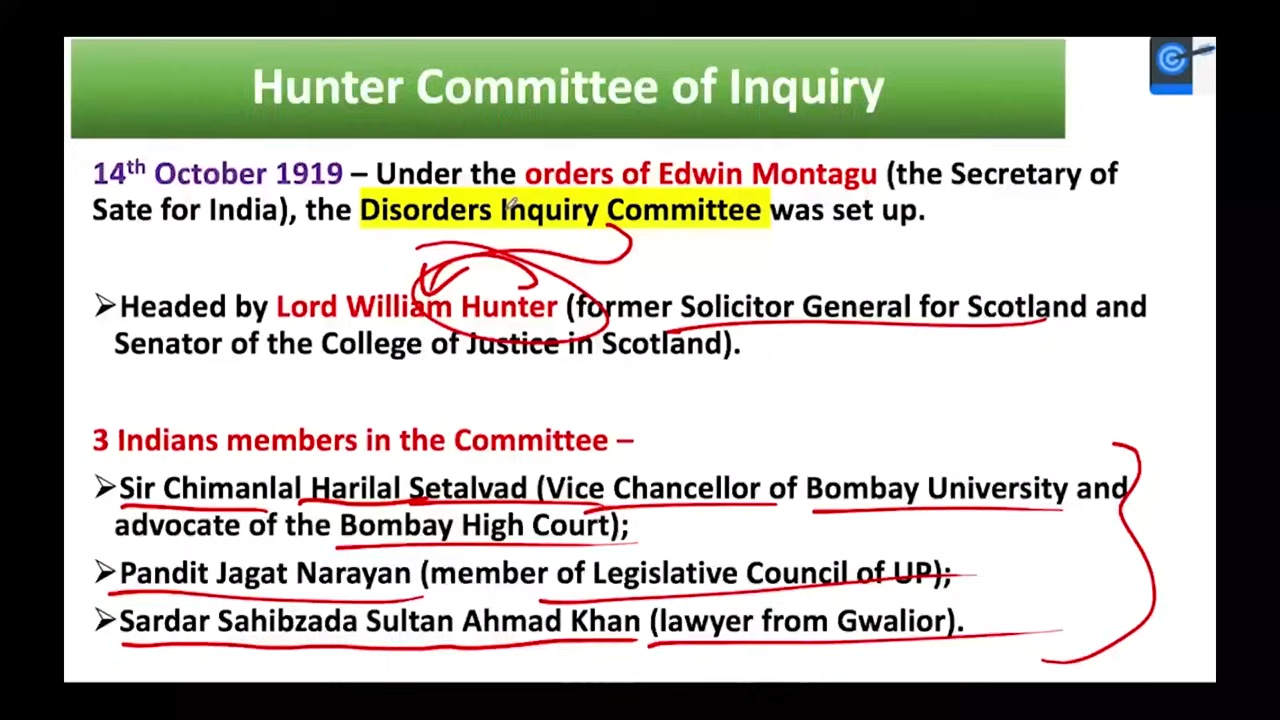 Hunter Committee of Inquiry
14th October 1919 – Under the orders of Edwin Montagu (the Secretary of
Sate for India), the Disorders Inquiry Committee was set up.
➢Headed by Lord William Hunter (former Solicitor General for Scotland and
Senator of the College of Justice in Scotland).
3 Indians members in the Committee –
➢Sir Chimanlal Harilal Setalvad (Vice Chancellor of Bombay University and
advocate of the Bombay High Court);
➢Pandit Jagat Narayan (member of Legislative Council of UP);
➢Sardar Sahibzada Sultan Ahmad Khan (lawyer from Gwalior).